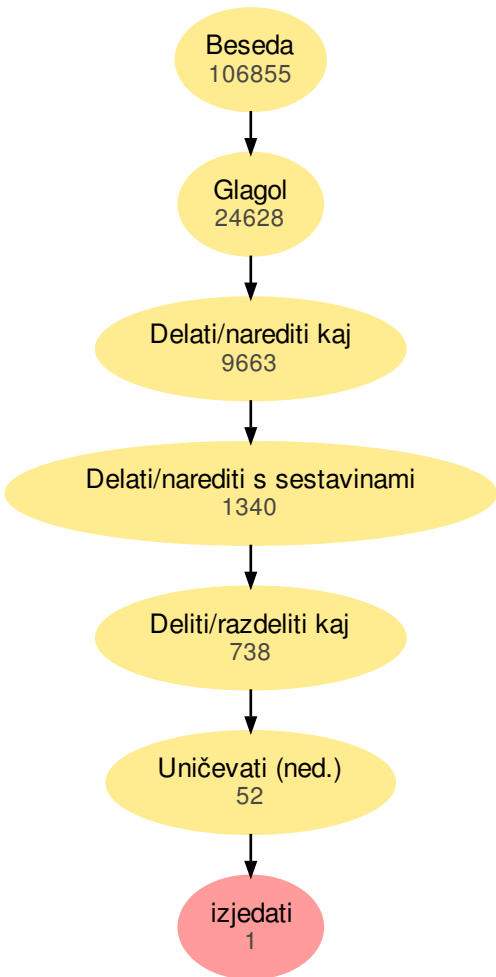 Beseda
106855
Glagol
24628
Delati/narediti kaj
9663
Delati/narediti s sestavinami
1340
Deliti/razdeliti kaj
738
Uničevati (ned.)
52
izjedati
1